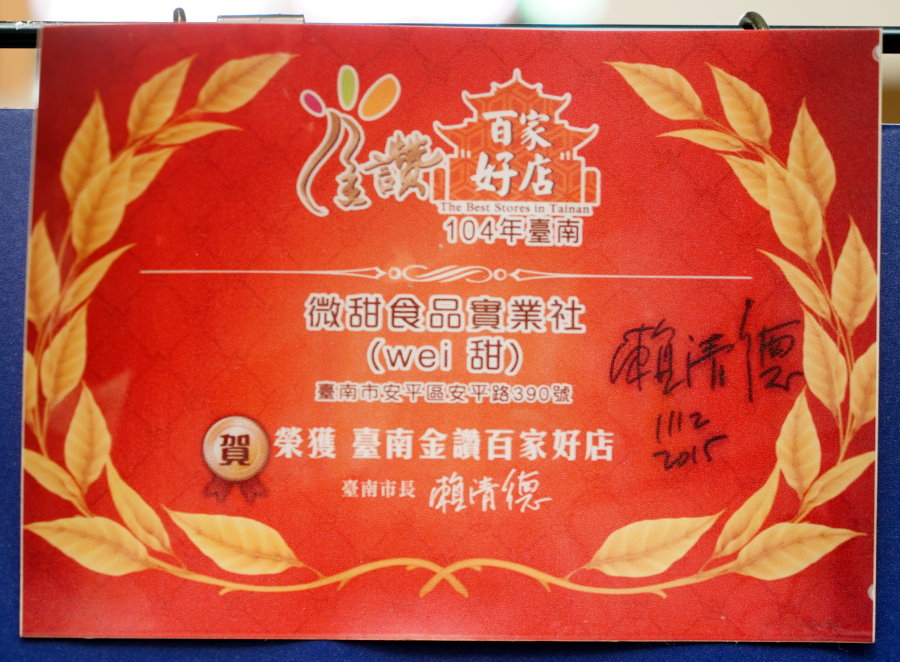 金讚
百家
好店
The Best Stores in Tainan
104年臺南
微甜食品實業社
(wei 甜)
臺南市安平區安平路390號
賀 榮獲 臺南金讚百家好店
臺南市長 賴清德
賴清德
1112
2015